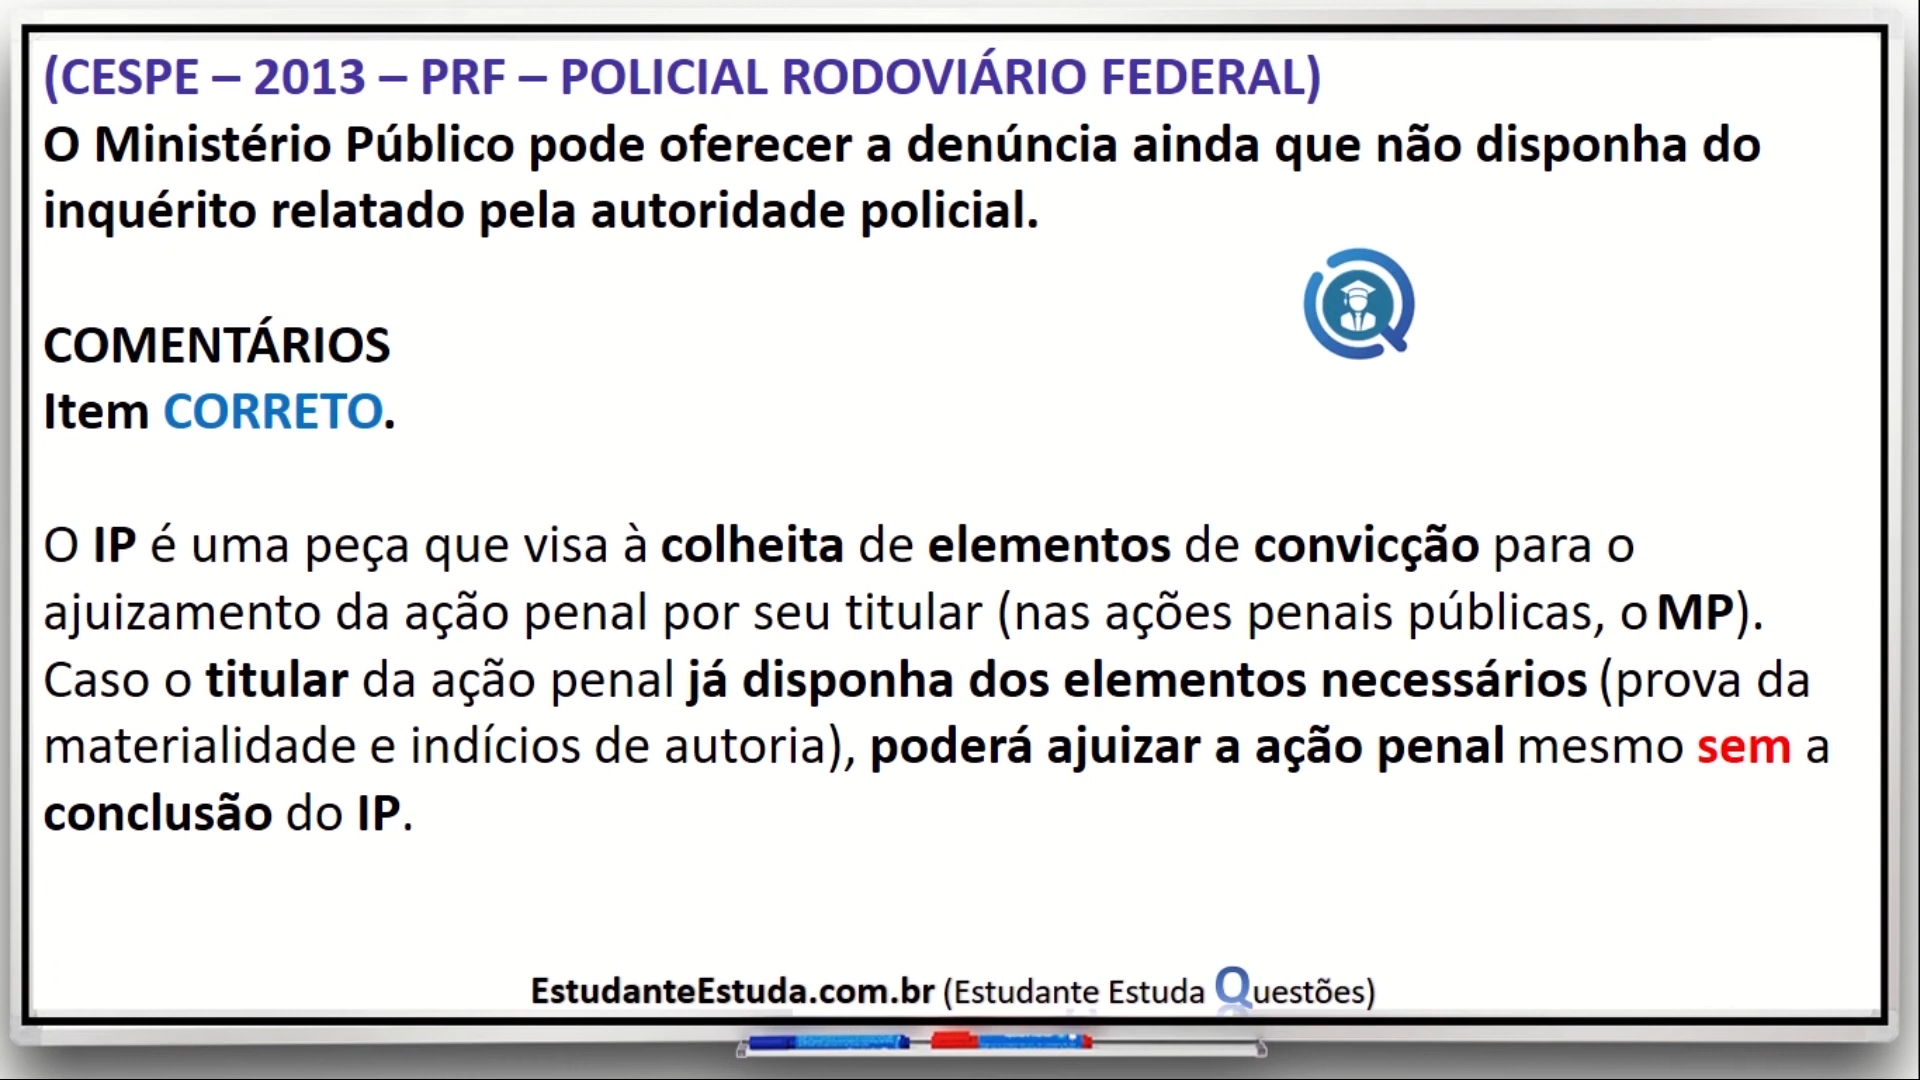 (CESPE – 2013 – PRF – POLICIAL RODOVIÁRIO FEDERAL)
O Ministério Público pode oferecer a denúncia ainda que não disponha do
inquérito relatado pela autoridade policial.
COMENTÁRIOS
Item CORRETO.
O IP é uma peça que visa à colheita de elementos de convicção para o
ajuizamento da ação penal por seu titular (nas ações penais públicas, o MP).
Caso o titular da ação penal já disponha dos elementos necessários (prova da
materialidade e indícios de autoria), poderá ajuizar a ação penal mesmo sem a
conclusão do IP.
EstudanteEstuda.com.br (Estudante Estuda Questões)